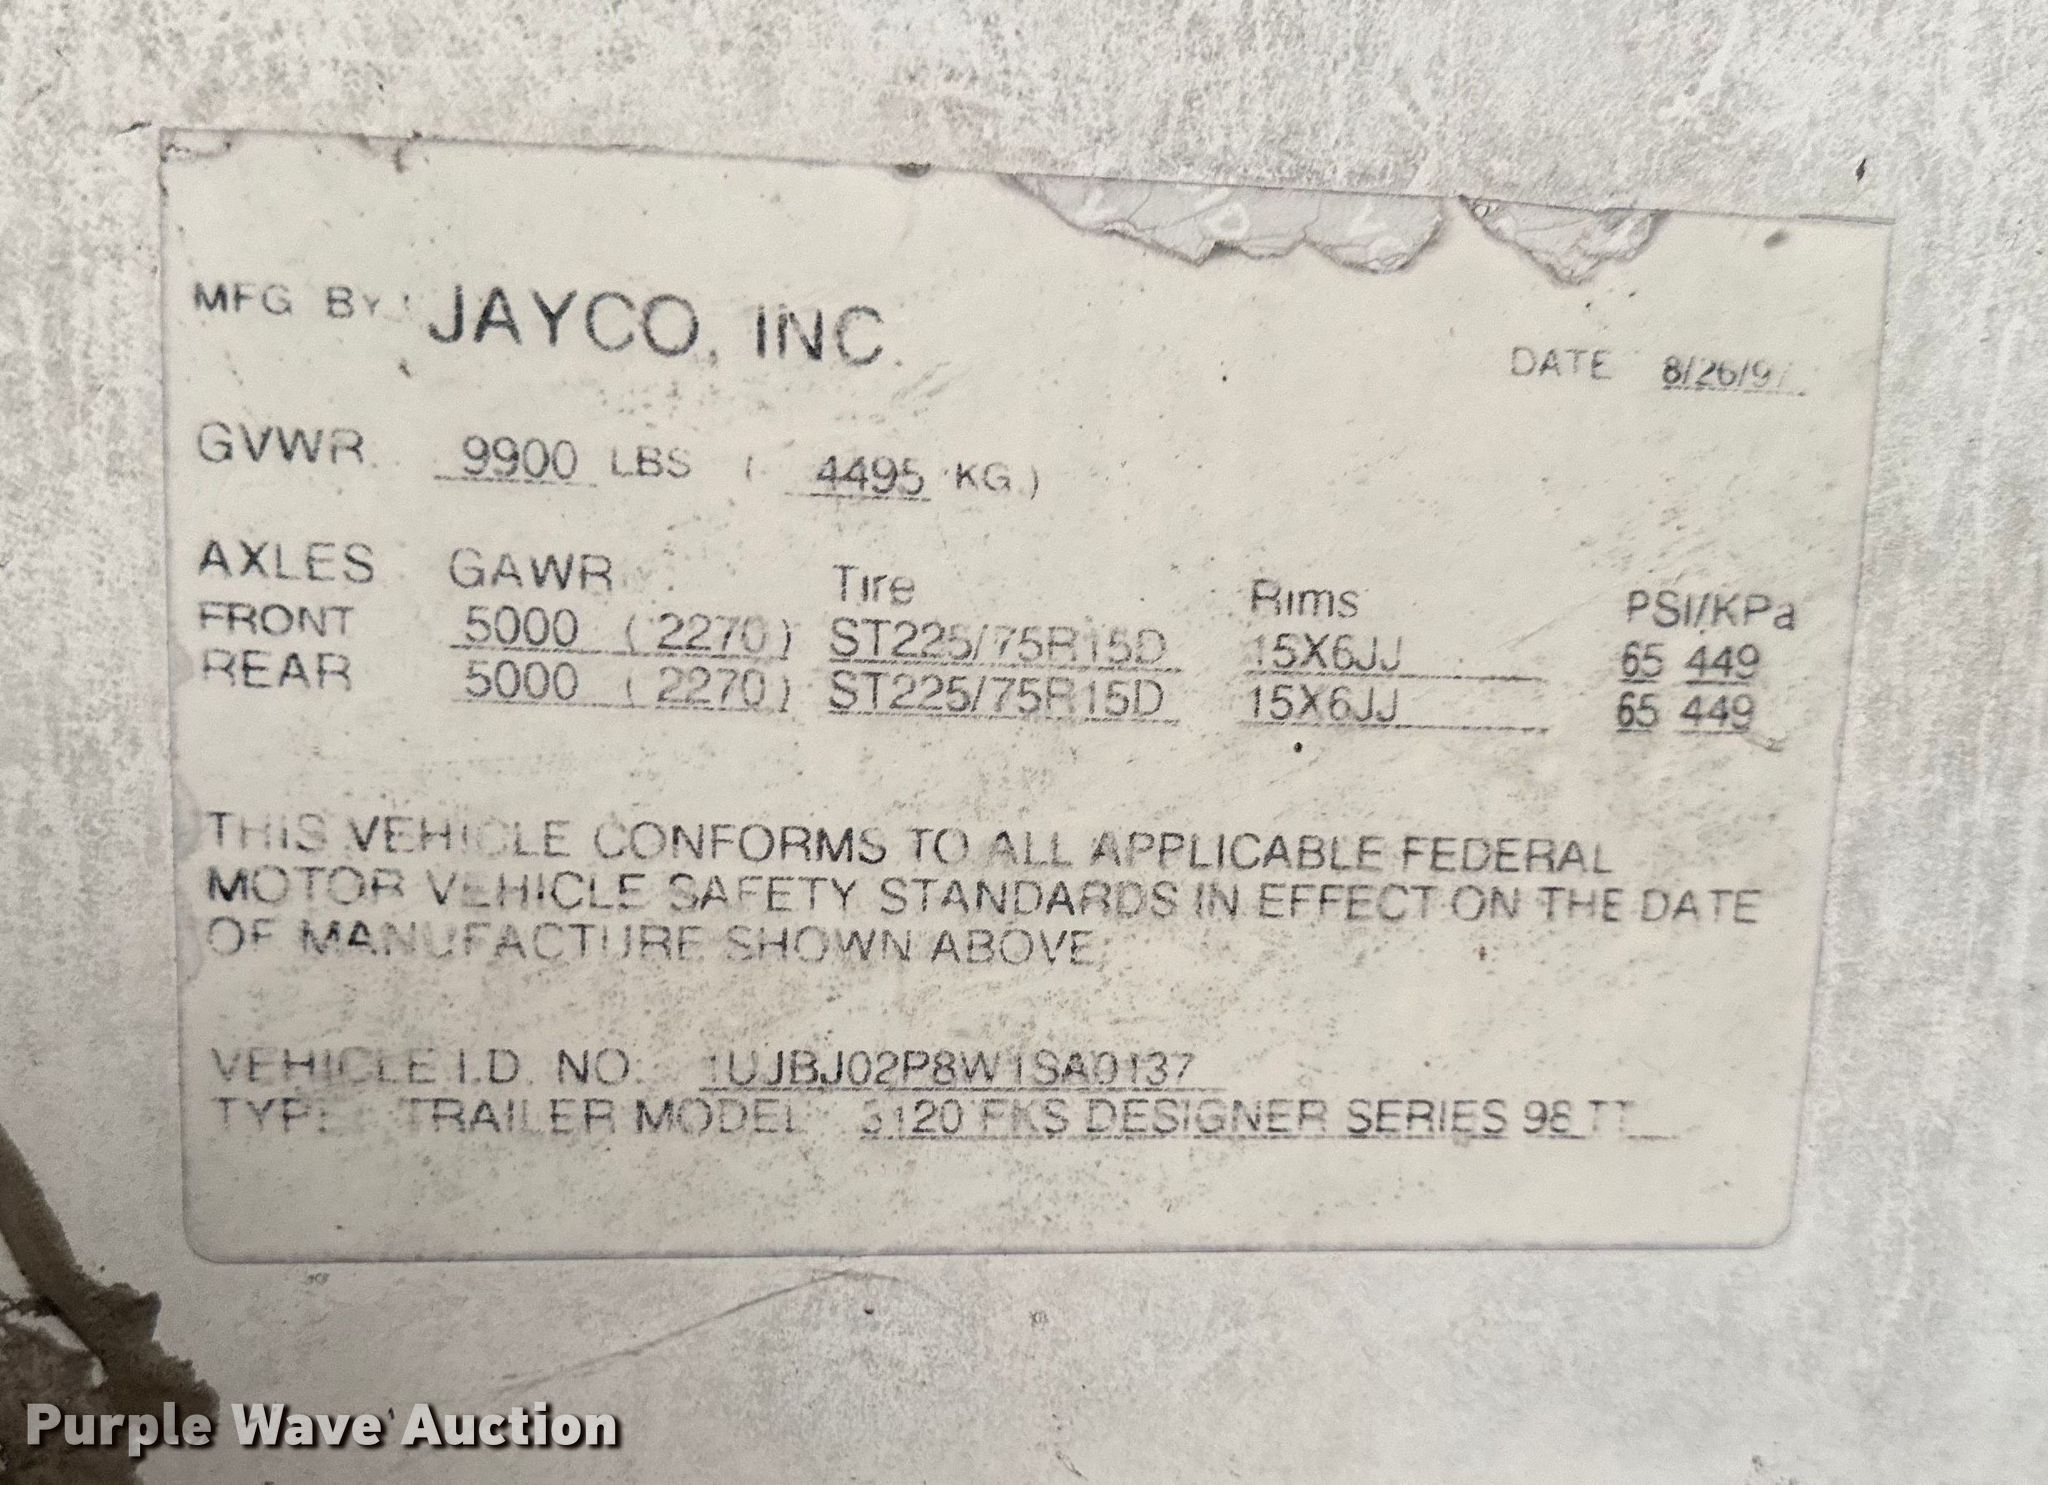 MFG BY: JAYCO, INC.
DATE 8/26/97
GVWR 9900 LBS ( 4495 KG )
AXLES GAWR Tire Rims PSI/KPa
FRONT 5000 ( 2270 ) ST225/75R15D 15X6JJ 65 449
REAR 5000 ( 2270 ) ST225/75R15D 15X6JJ 65 449
THIS VEHICLE CONFORMS TO ALL APPLICABLE FEDERAL
MOTOR VEHICLE SAFETY STANDARDS IN EFFECT ON THE DATE
OF MANUFACTURE SHOWN ABOVE.
VEHICLE I.D. NO. 1UJBJ02P8W1SA0137
TYPE TRAILER MODEL 3120 FKS DESIGNER SERIES 98 TT
Purple Wave Auction